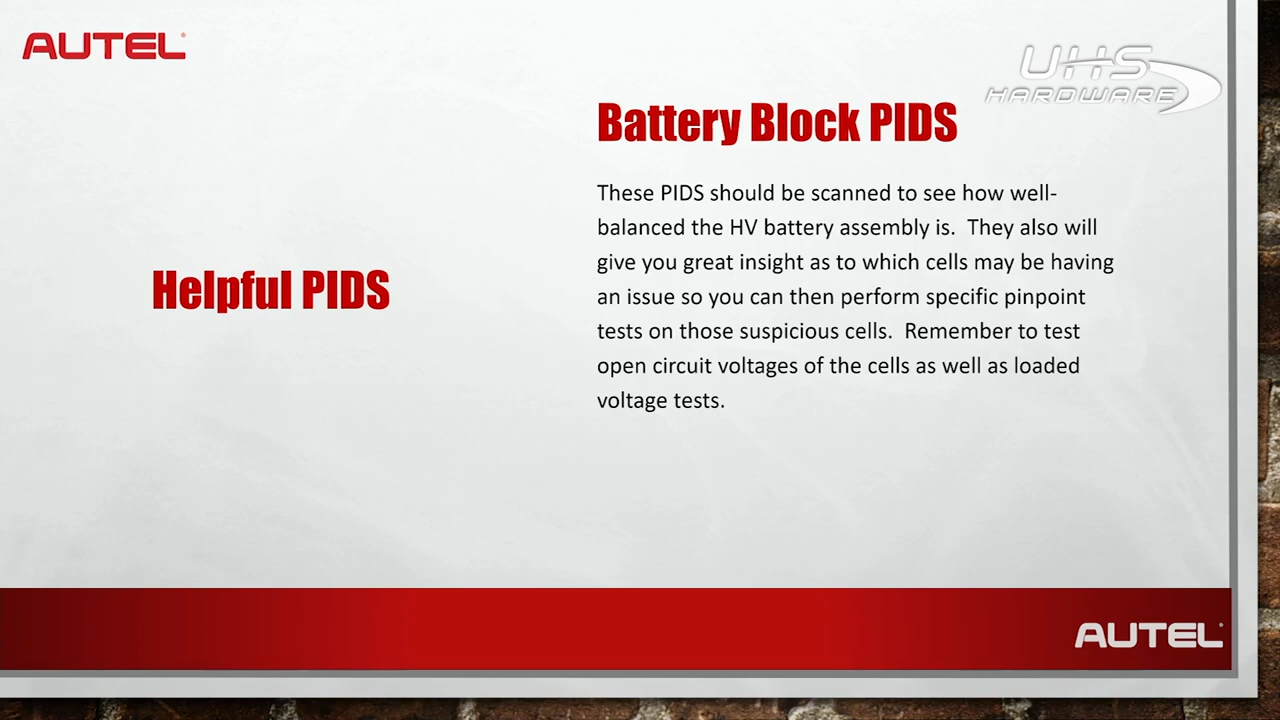 AUTEL
UHS
HARDWARE
Battery Block PIDS
These PIDS should be scanned to see how well-
balanced the HV battery assembly is.  They also will
give you great insight as to which cells may be having
an issue so you can then perform specific pinpoint
tests on those suspicious cells.  Remember to test
open circuit voltages of the cells as well as loaded
voltage tests.
Helpful PIDS
AUTEL